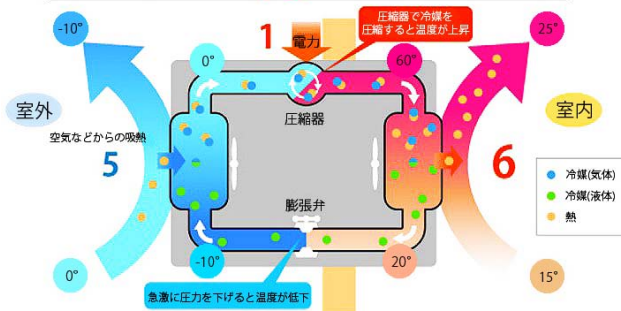 -10°
1
電力
圧縮器で冷媒を
圧縮すると温度が上昇
25°
0°
60°
室外
圧縮器
室内
空気などからの吸熱
5
6
冷媒(気体)
冷媒(液体)
熱
膨張弁
-10°
20°
0°
急激に圧力を下げると温度が低下
15°